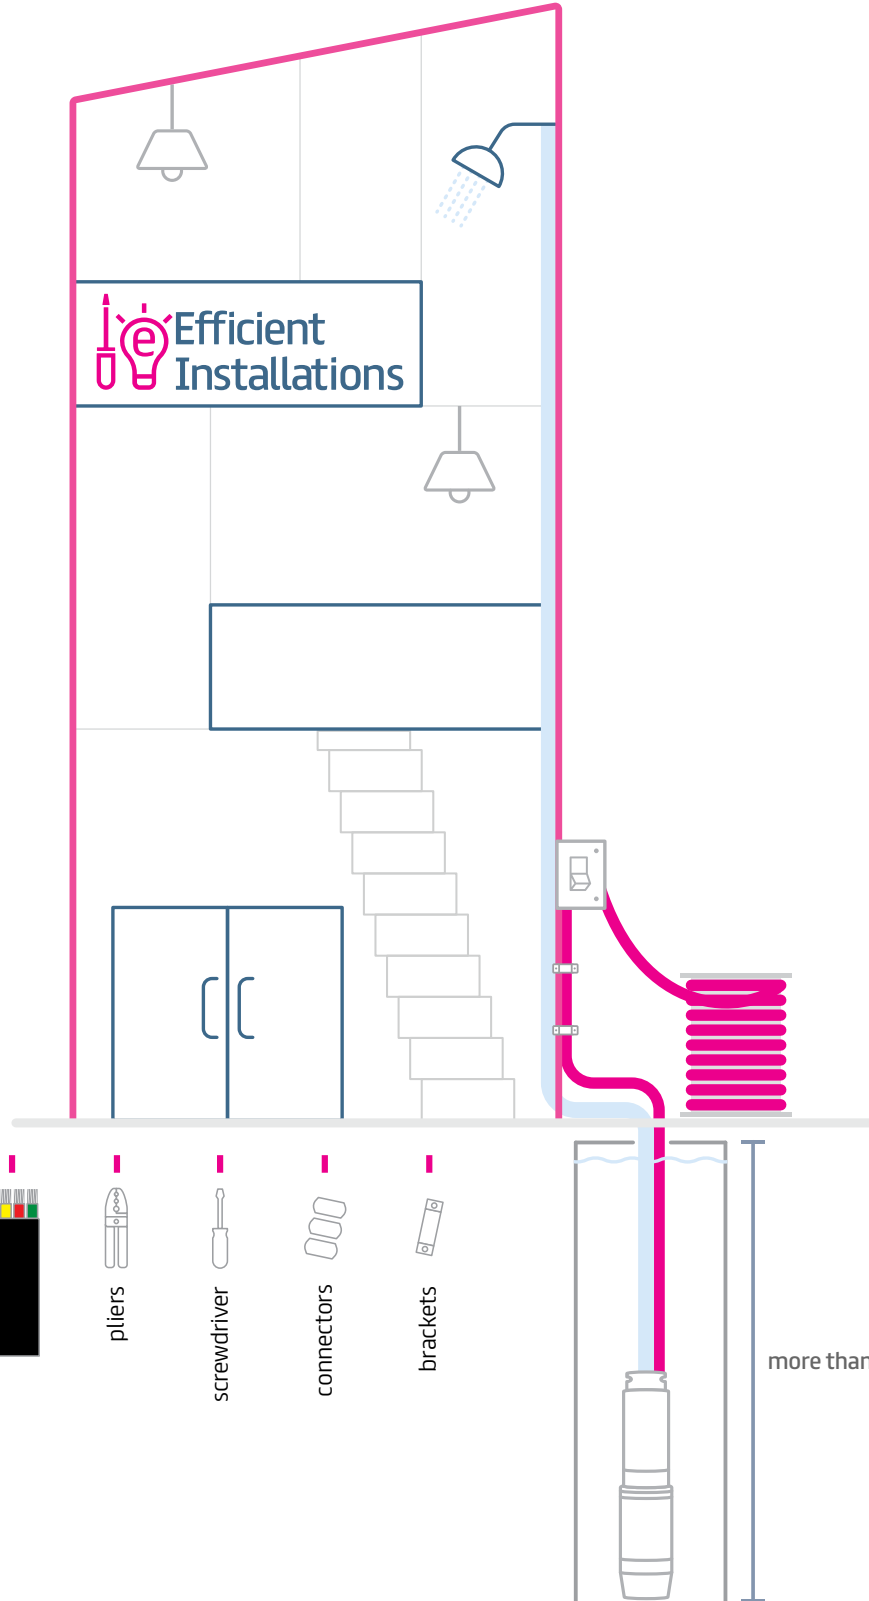 Efficient
Installations
pliers
screwdriver
connectors
brackets
more than